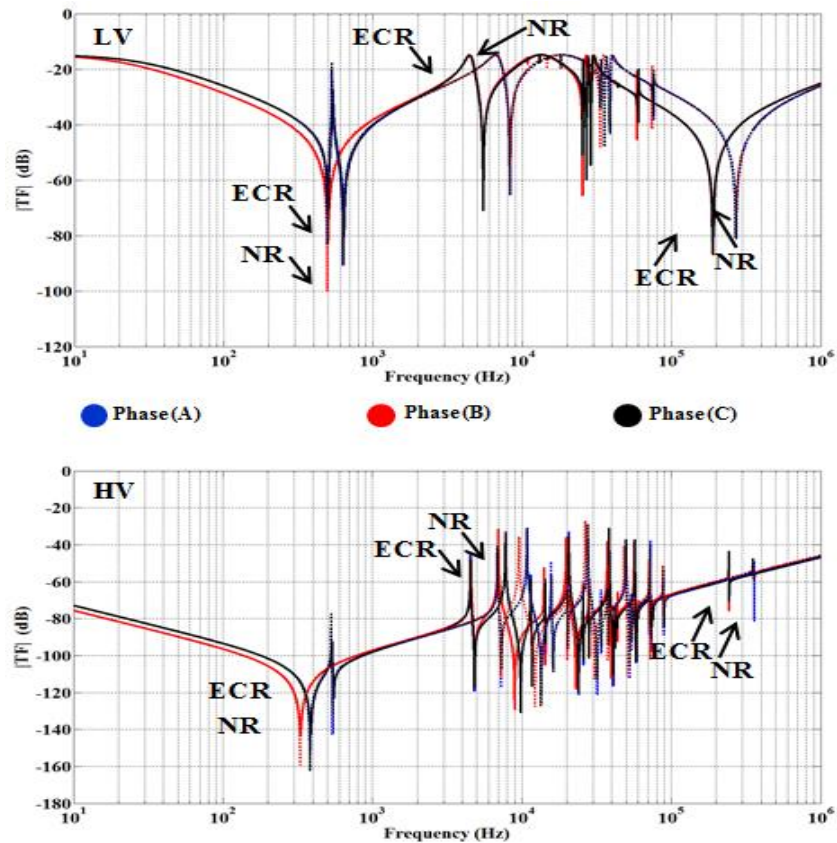 0
LV
ECR
NR
-20
-40
-60
ECR
-80
NR
ECR
NR
-100
-120
|TF| (dB)
10^1 10^2 10^3 10^4 10^5 10^6
Frequency (Hz)
Phase(A) Phase(B) Phase(C)
0
HV
-20
NR
-40
ECR
-60
-80
-100
ECR
NR
-120
ECR
NR
-140
-160
-180
|TF| (dB)
10^1 10^2 10^3 10^4 10^5 10^6
Frequency (Hz)